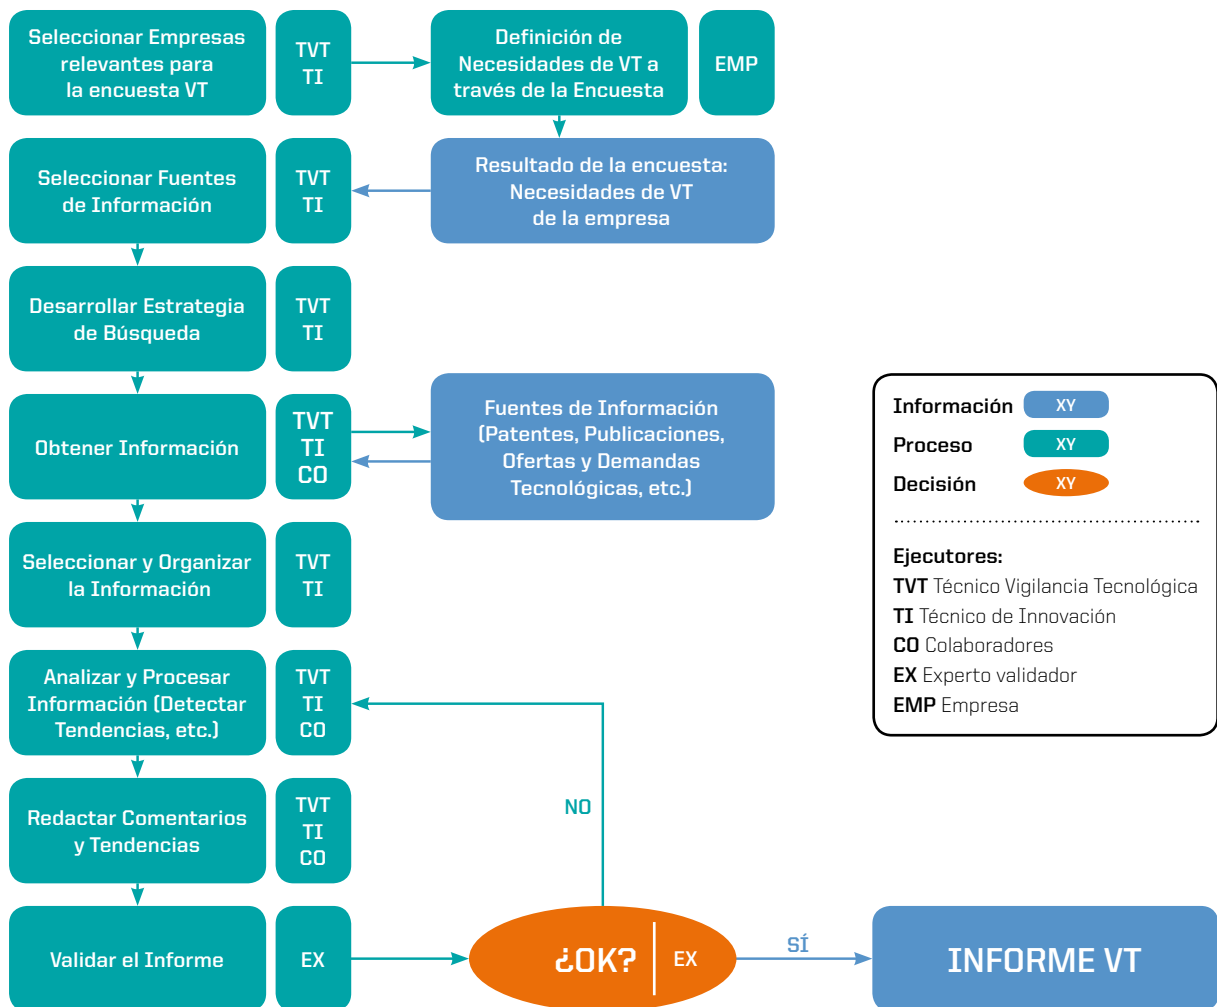 Seleccionar Empresas
relevantes para
la encuesta VT
TVT
TI
Definición de
Necesidades de VT a
través de la Encuesta
EMP
Seleccionar Fuentes
de Información
TVT
TI
Resultado de la encuesta:
Necesidades de VT
de la empresa
Desarrollar Estrategia
de Búsqueda
TVT
TI
Obtener Información
TVT
TI
CO
Fuentes de Información
(Patentes, Publicaciones,
Ofertas y Demandas
Tecnológicas, etc.)
Seleccionar y Organizar
la Información
TVT
TI
Analizar y Procesar
Información (Detectar
Tendencias, etc.)
TVT
TI
CO
Redactar Comentarios
y Tendencias
TVT
TI
CO
NO
Validar el Informe
EX
¿OK?
EX
SÍ
INFORME VT
Información XY
Proceso XY
Decisión XY
Ejecutores:
TVT Técnico Vigilancia Tecnológica
TI Técnico de Innovación
CO Colaboradores
EX Experto validador
EMP Empresa